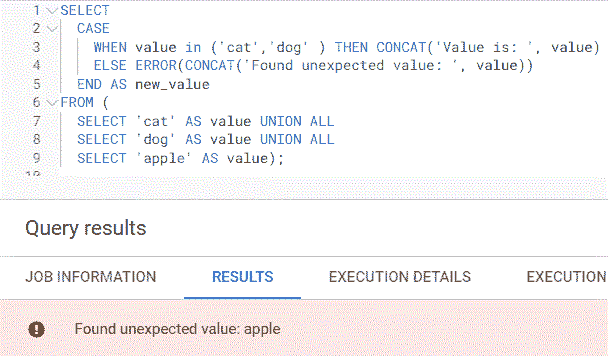 1 SELECT
2 CASE
3 WHEN value in ('cat','dog' ) THEN CONCAT('Value is: ', value)
4 ELSE ERROR(CONCAT('Found unexpected value: ', value))
5 END AS new_value
6 FROM (
7 SELECT 'cat' AS value UNION ALL
8 SELECT 'dog' AS value UNION ALL
9 SELECT 'apple' AS value);
10
Query results
JOB INFORMATION RESULTS EXECUTION DETAILS EXECUTION
Found unexpected value: apple